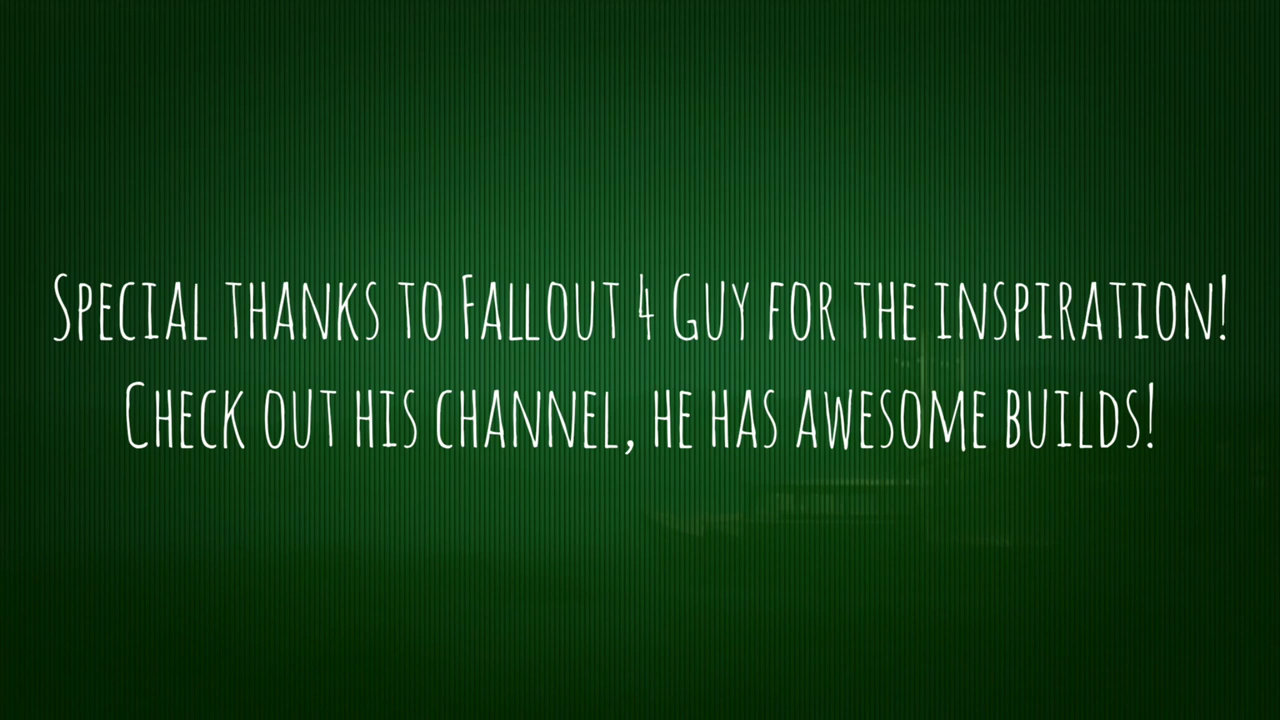 Special thanks to Fallout 4 Guy for the inspiration!
Check out his channel, he has awesome builds!